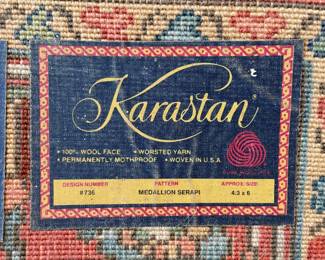 Karastan
• 100% WOOL FACE • WORSTED YARN
• PERMANENTLY MOTHPROOF • WOVEN IN U.S.A.
DESIGN NUMBER PATTERN APPROX. SIZE
#736 MEDALLION SERAPI 4:3 x 6